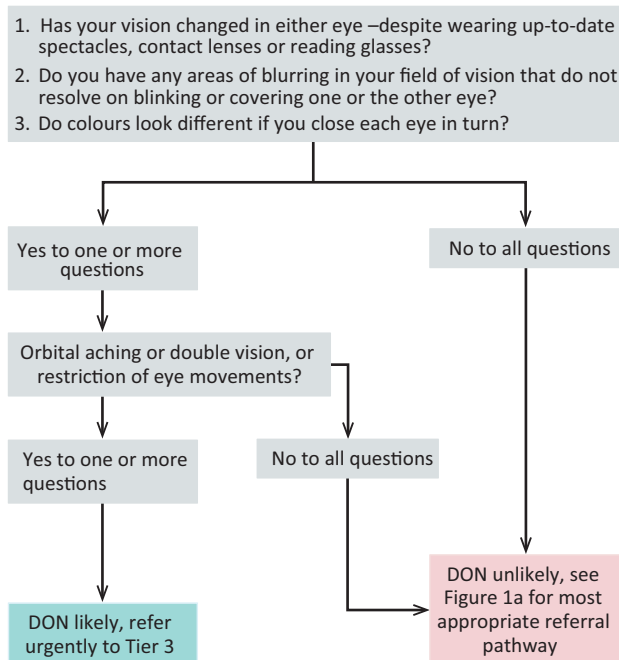 1. Has your vision changed in either eye –despite wearing up-to-date
spectacles, contact lenses or reading glasses?
2. Do you have any areas of blurring in your field of vision that do not
resolve on blinking or covering one or the other eye?
3. Do colours look different if you close each eye in turn?
Yes to one or more
questions
No to all questions
Orbital aching or double vision, or
restriction of eye movements?
Yes to one or more
questions
No to all questions
DON likely, refer
urgently to Tier 3
DON unlikely, see
Figure 1a for most
appropriate referral
pathway